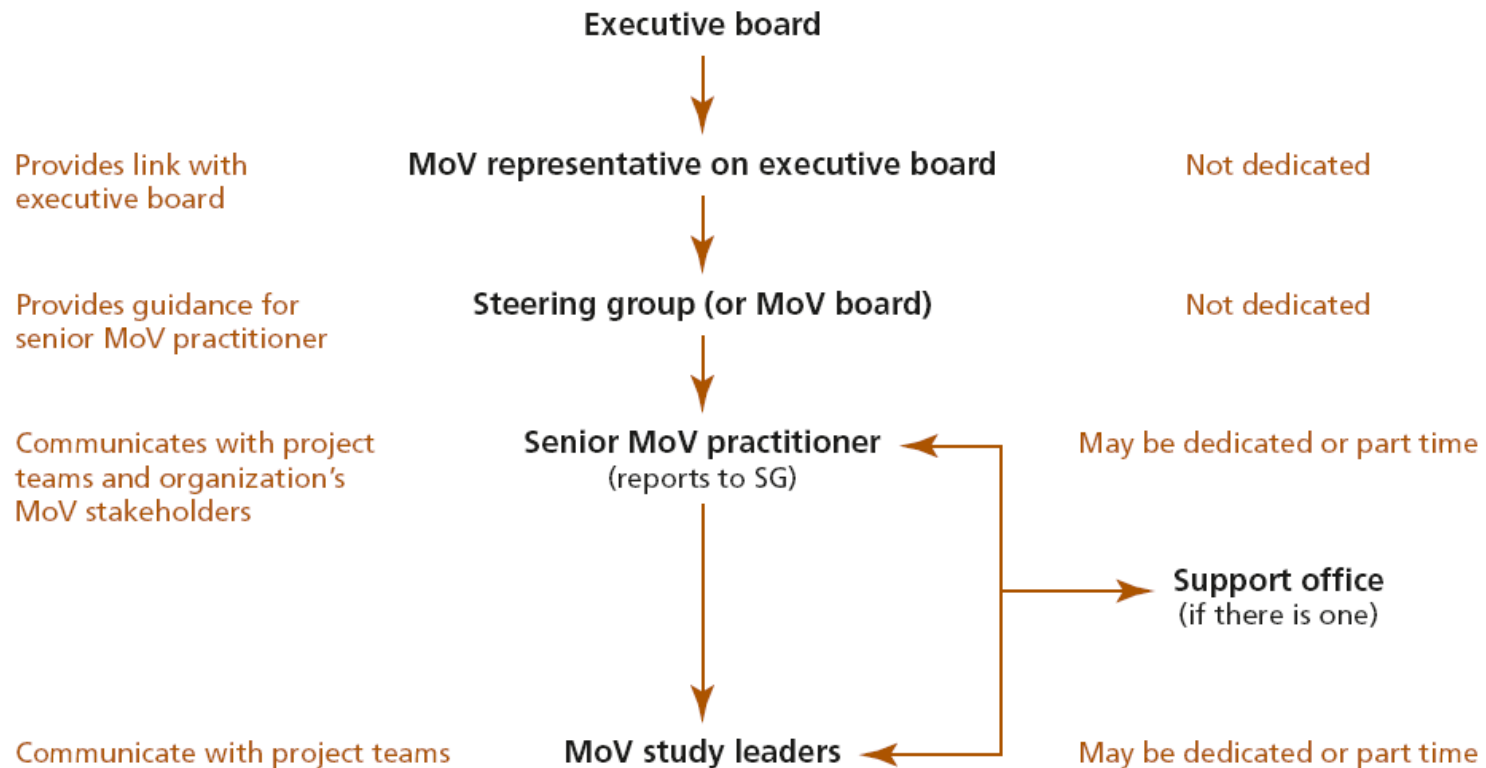 Executive board
Provides link with
executive board
MoV representative on executive board
Not dedicated
Provides guidance for
senior MoV practitioner
Steering group (or MoV board)
Not dedicated
Communicates with project
teams and organization's
MoV stakeholders
Senior MoV practitioner
(reports to SG)
May be dedicated or part time
Support office
(if there is one)
Communicate with project teams
MoV study leaders
May be dedicated or part time